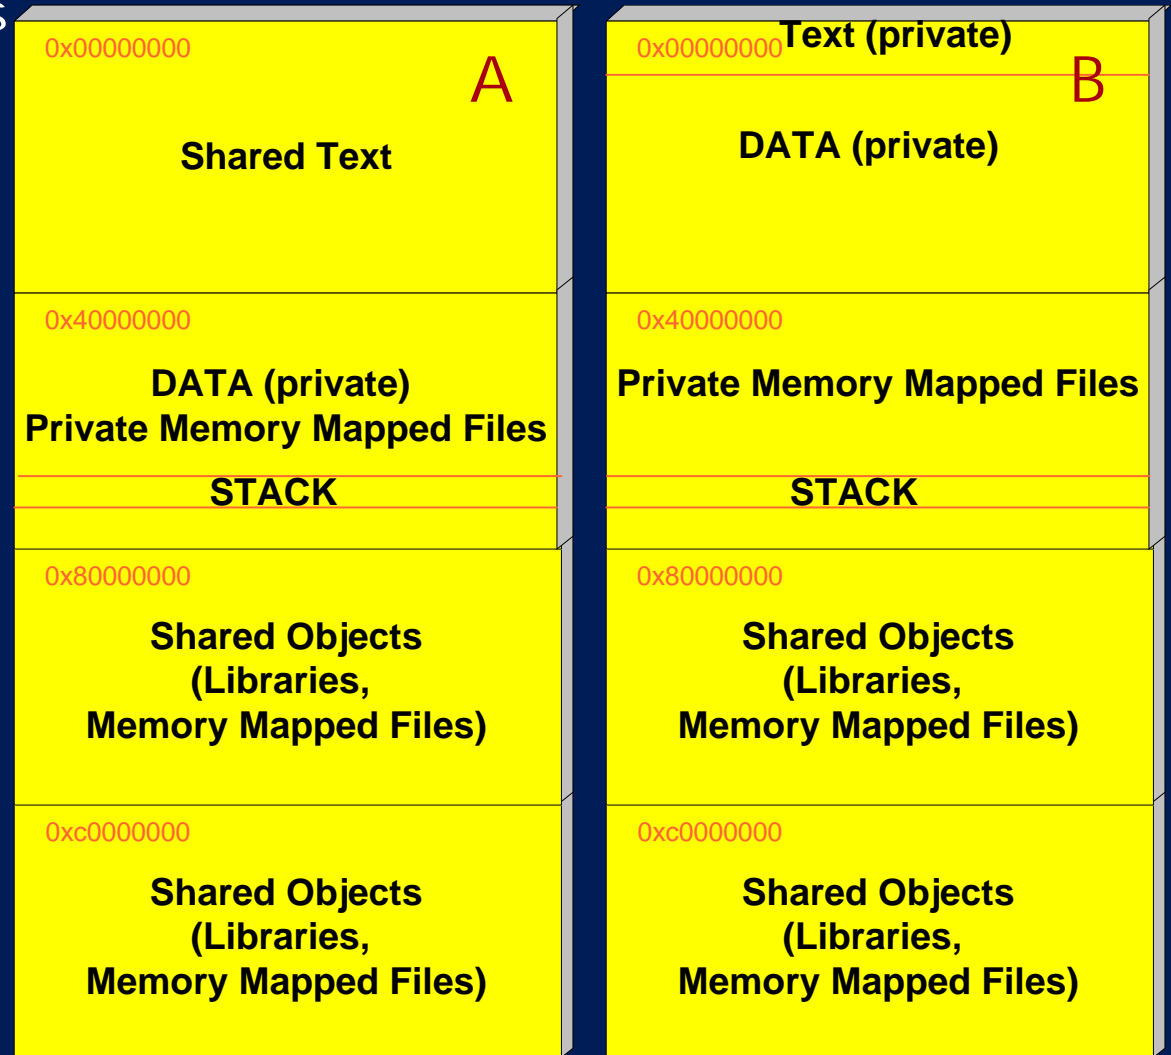 s
0x00000000
A
Shared Text
0x40000000
DATA (private)
Private Memory Mapped Files
STACK
0x80000000
Shared Objects
(Libraries,
Memory Mapped Files)
0xc0000000
Shared Objects
(Libraries,
Memory Mapped Files)
0x00000000
Text (private)
B
DATA (private)
0x40000000
Private Memory Mapped Files
STACK
0x80000000
Shared Objects
(Libraries,
Memory Mapped Files)
0xc0000000
Shared Objects
(Libraries,
Memory Mapped Files)